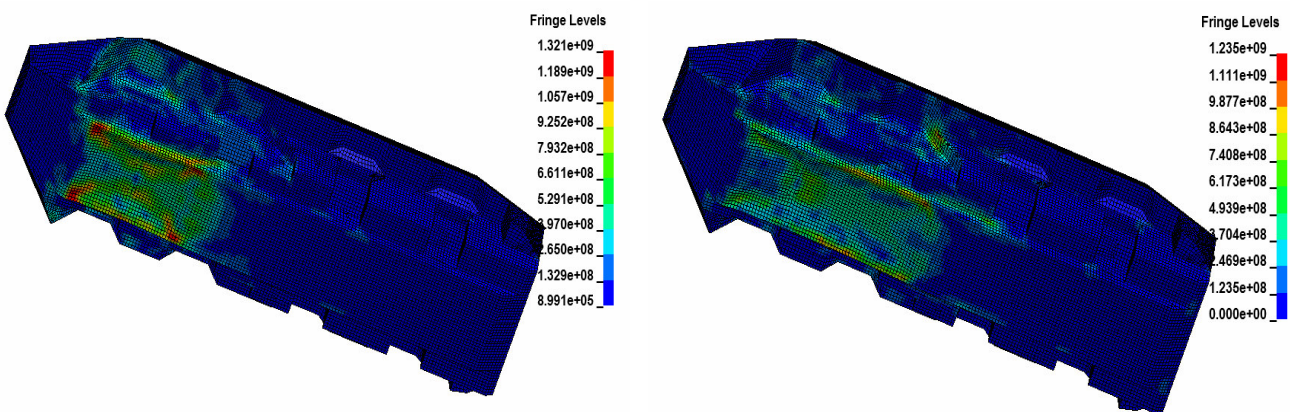 Fringe Levels
1.321e+09
1.189e+09
1.057e+09
9.252e+08
7.932e+08
6.611e+08
5.291e+08
3.970e+08
2.650e+08
1.329e+08
8.991e+05
Fringe Levels
1.235e+09
1.111e+09
9.877e+08
8.643e+08
7.408e+08
6.173e+08
4.939e+08
3.704e+08
2.469e+08
1.235e+08
0.000e+00